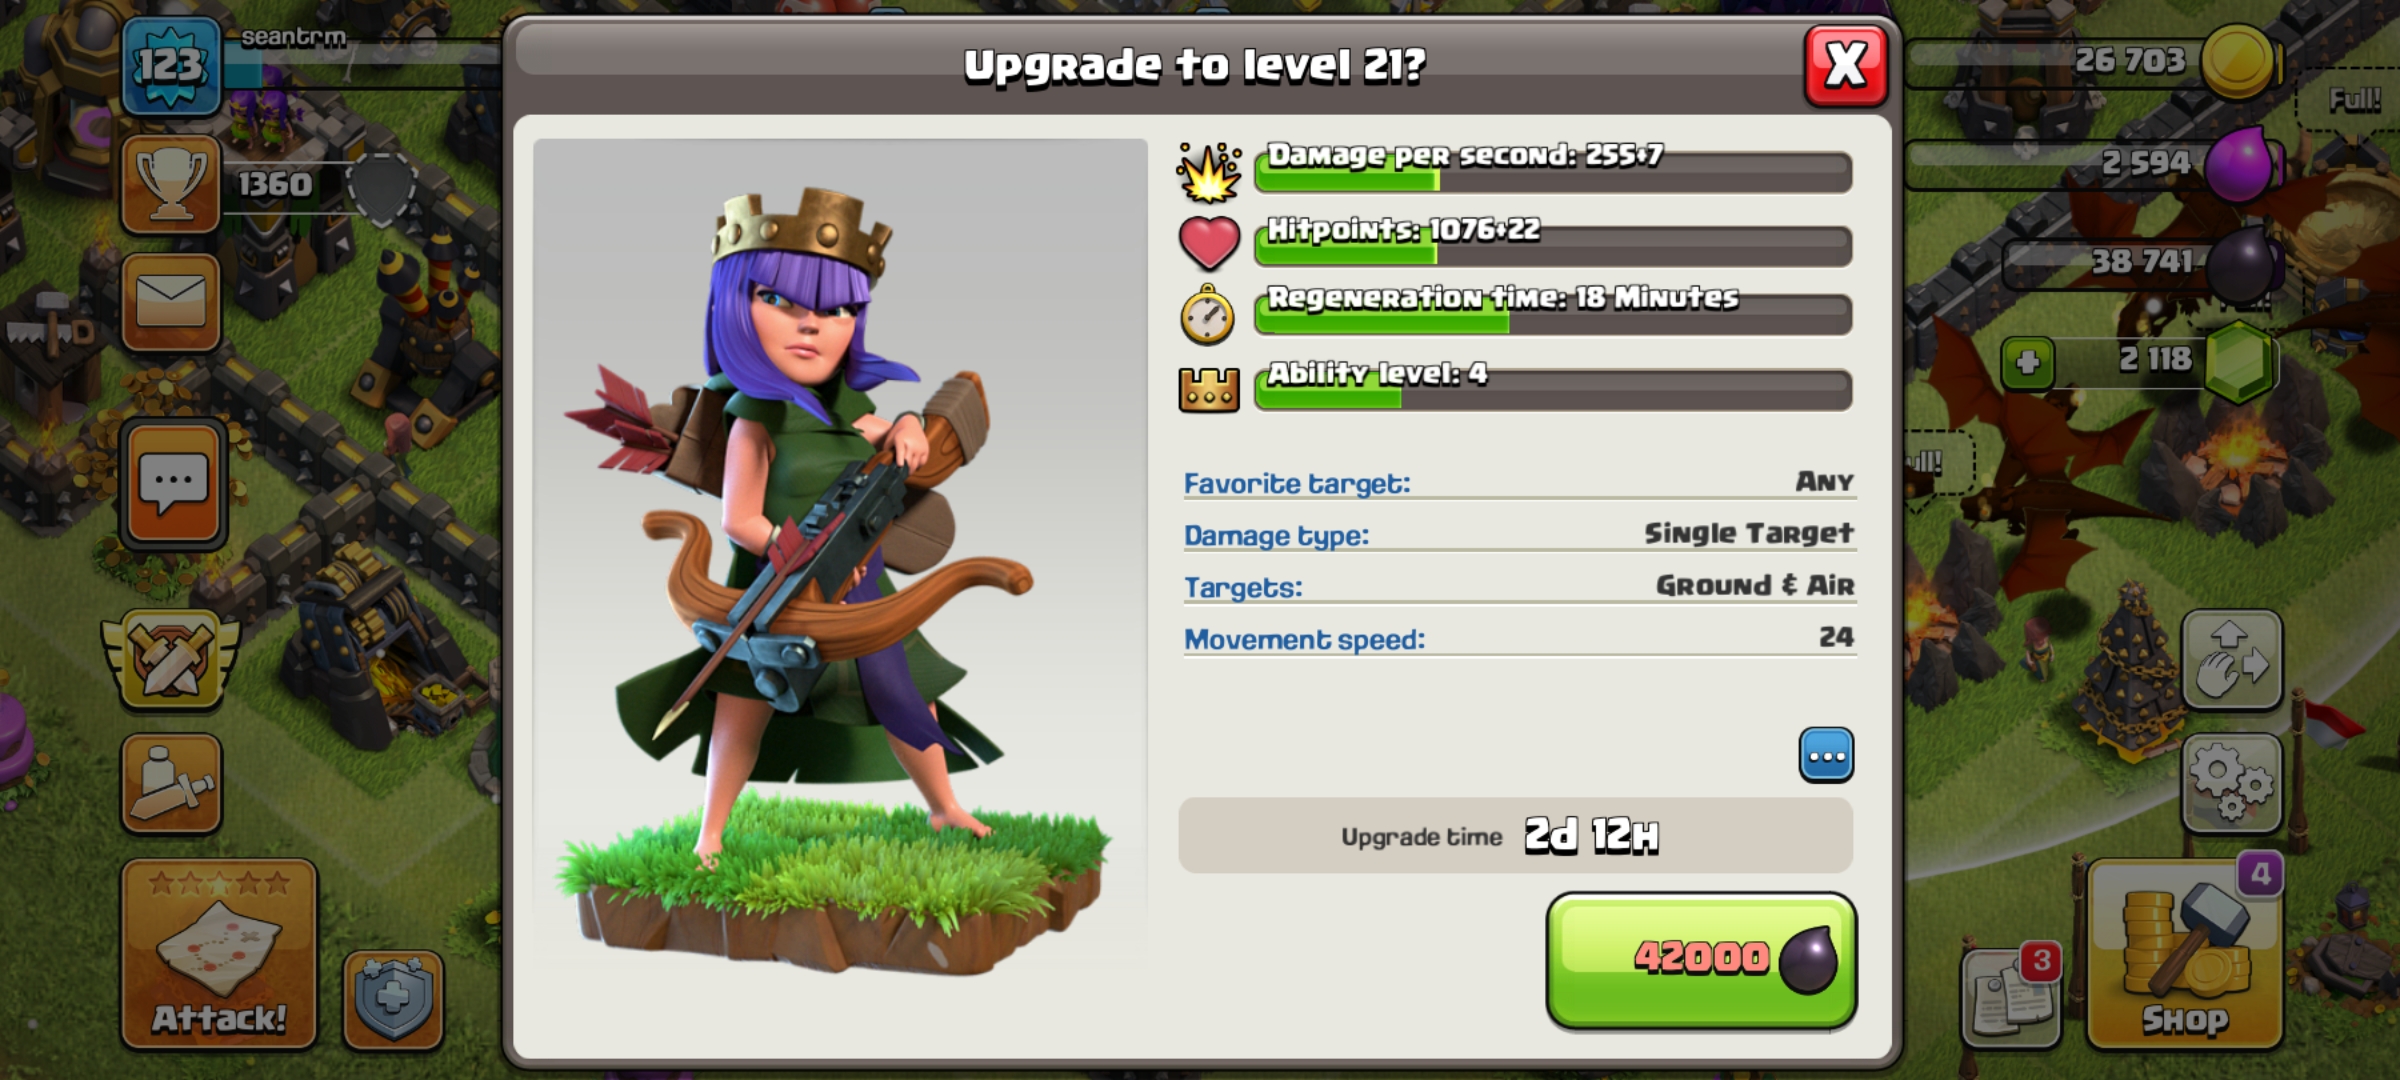 123
seantrm
1360
Attack!
Upgrade to level 21?
X
Damage per second: 255+7
Hitpoints: 1076+22
Regeneration time: 18 Minutes
Ability level: 4
Favorite target: Any
Damage type: Single Target
Targets: Ground & Air
Movement speed: 24
Upgrade time 2d 12H
42000
26 703
Full!
2 594
38 741
2 118
4
3
Shop